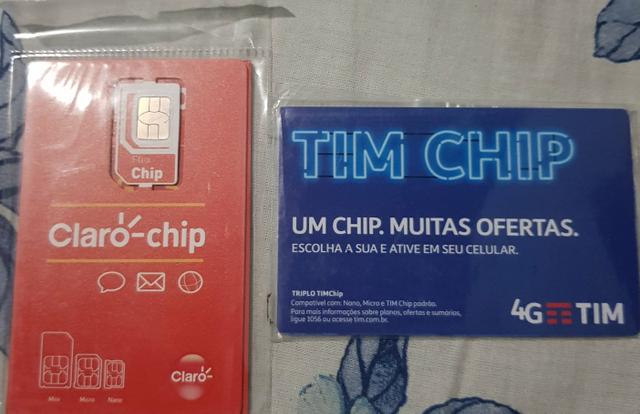 Chip
Claro-chip
Mini
Micro
Nano
Claro-
TIM CHIP
UM CHIP. MUITAS OFERTAS.
ESCOLHA A SUA E ATIVE EM SEU CELULAR.
TRIPLO TIMChip
Compatível com: Nano, Micro e TIM Chip padrão.
Para mais informações sobre planos, ofertas e sumários,
ligue 1056 ou acesse tim.com.br.
4G TIM